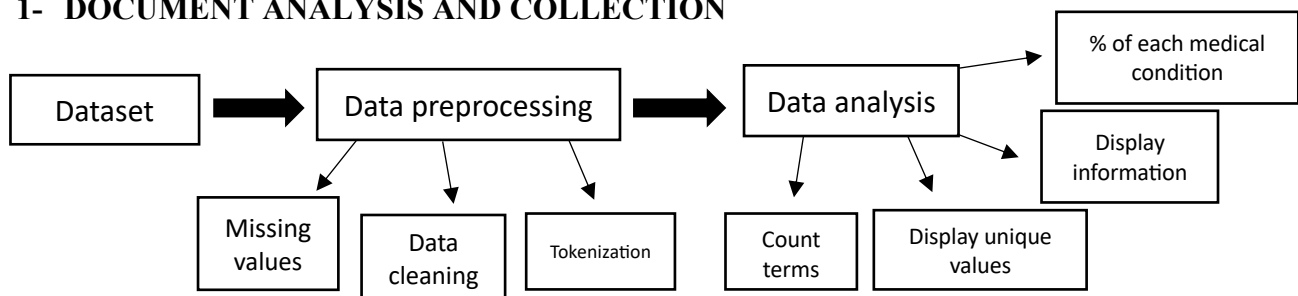 1- DOCUMENT ANALYSIS AND COLLECTION
Dataset
Data preprocessing
Data analysis
% of each medical
condition
Display
information
Missing
values
Data
cleaning
Tokenization
Count
terms
Display unique
values